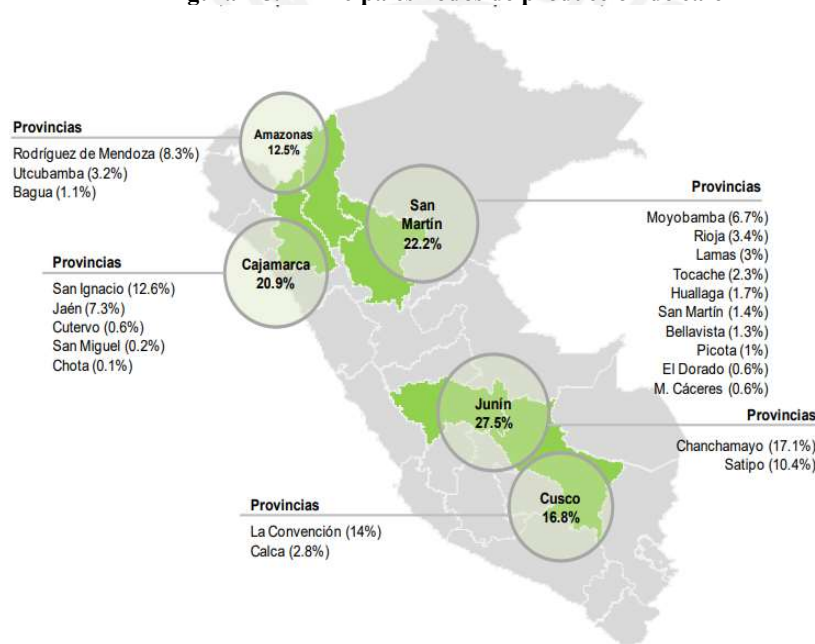 Provincias
Rodríguez de Mendoza (8.3%)
Utcubamba (3.2%)
Bagua (1.1%)
Amazonas
12.5%
San
Martín
22.2%
Provincias
Moyobamba (6.7%)
Rioja (3.4%)
Lamas (3%)
Tocache (2.3%)
Huallaga (1.7%)
San Martín (1.4%)
Bellavista (1.3%)
Picota (1%)
El Dorado (0.6%)
M. Cáceres (0.6%)
Provincias
San Ignacio (12.6%)
Jaén (7.3%)
Cutervo (0.6%)
San Miguel (0.2%)
Chota (0.1%)
Cajamarca
20.9%
Junín
27.5%
Provincias
Chanchamayo (17.1%)
Satipo (10.4%)
Provincias
La Convención (14%)
Calca (2.8%)
Cusco
16.8%